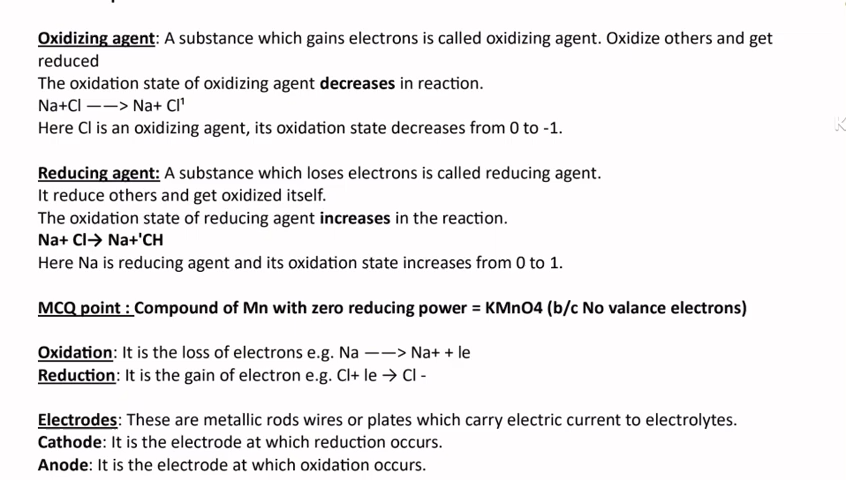 Oxidizing agent: A substance which gains electrons is called oxidizing agent. Oxidize others and get
reduced
The oxidation state of oxidizing agent decreases in reaction.
Na+Cl ——> Na+ Cl¹
Here Cl is an oxidizing agent, its oxidation state decreases from 0 to -1.
Reducing agent: A substance which loses electrons is called reducing agent.
It reduce others and get oxidized itself.
The oxidation state of reducing agent increases in the reaction.
Na+ Cl→ Na+'CH
Here Na is reducing agent and its oxidation state increases from 0 to 1.
MCQ point : Compound of Mn with zero reducing power = KMnO4 (b/c No valance electrons)
Oxidation: It is the loss of electrons e.g. Na ——> Na+ + le
Reduction: It is the gain of electron e.g. Cl+ le → Cl -
Electrodes: These are metallic rods wires or plates which carry electric current to electrolytes.
Cathode: It is the electrode at which reduction occurs.
Anode: It is the electrode at which oxidation occurs.